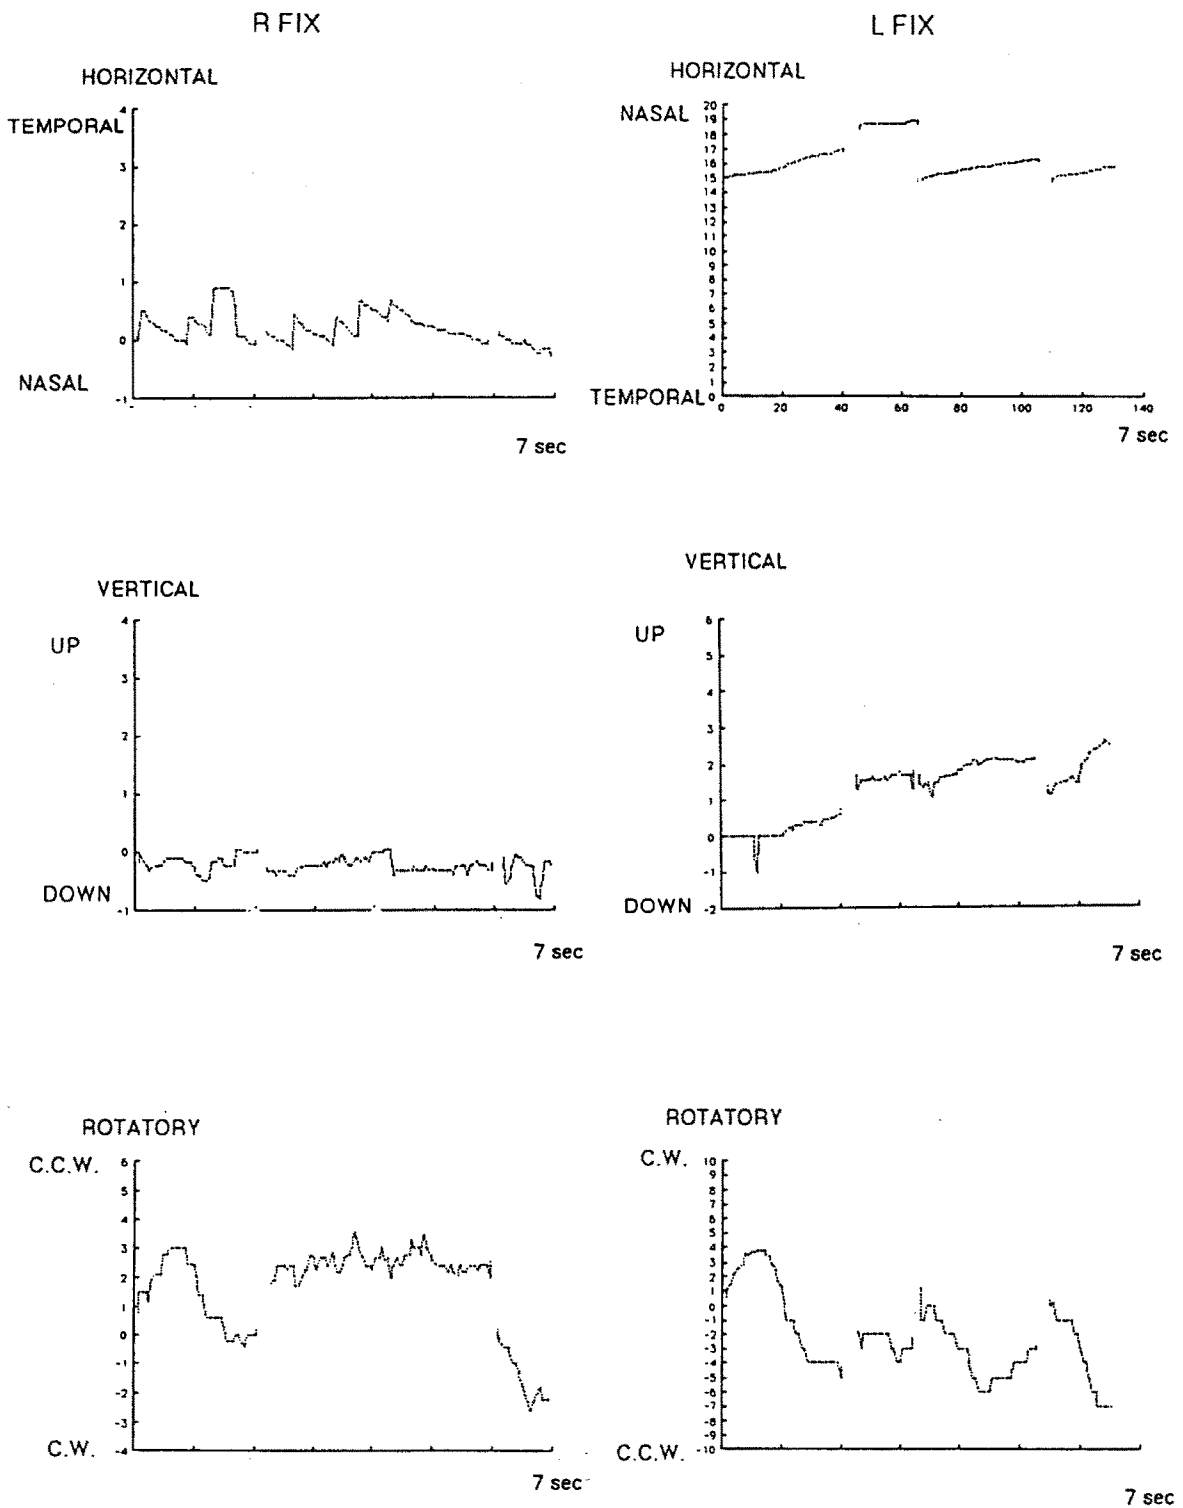 R FIX
L FIX
HORIZONTAL
TEMPORAL
4
3
2
1
0
-1
NASAL
7 sec
HORIZONTAL
NASAL
20
19
18
17
16
15
14
13
12
11
10
9
8
7
6
5
4
3
2
1
0
TEMPORAL
0 20 40 60 80 100 120 140
7 sec
VERTICAL
UP
4
3
2
1
0
-1
DOWN
7 sec
VERTICAL
UP
6
5
4
3
2
1
0
-1
-2
DOWN
7 sec
ROTATORY
C.C.W.
6
5
4
3
2
1
0
-1
-2
-3
-4
C.W.
7 sec
ROTATORY
C.W.
10
9
8
7
6
5
4
3
2
1
0
-1
-2
-3
-4
-5
-6
-7
-8
-9
-10
C.C.W.
7 sec